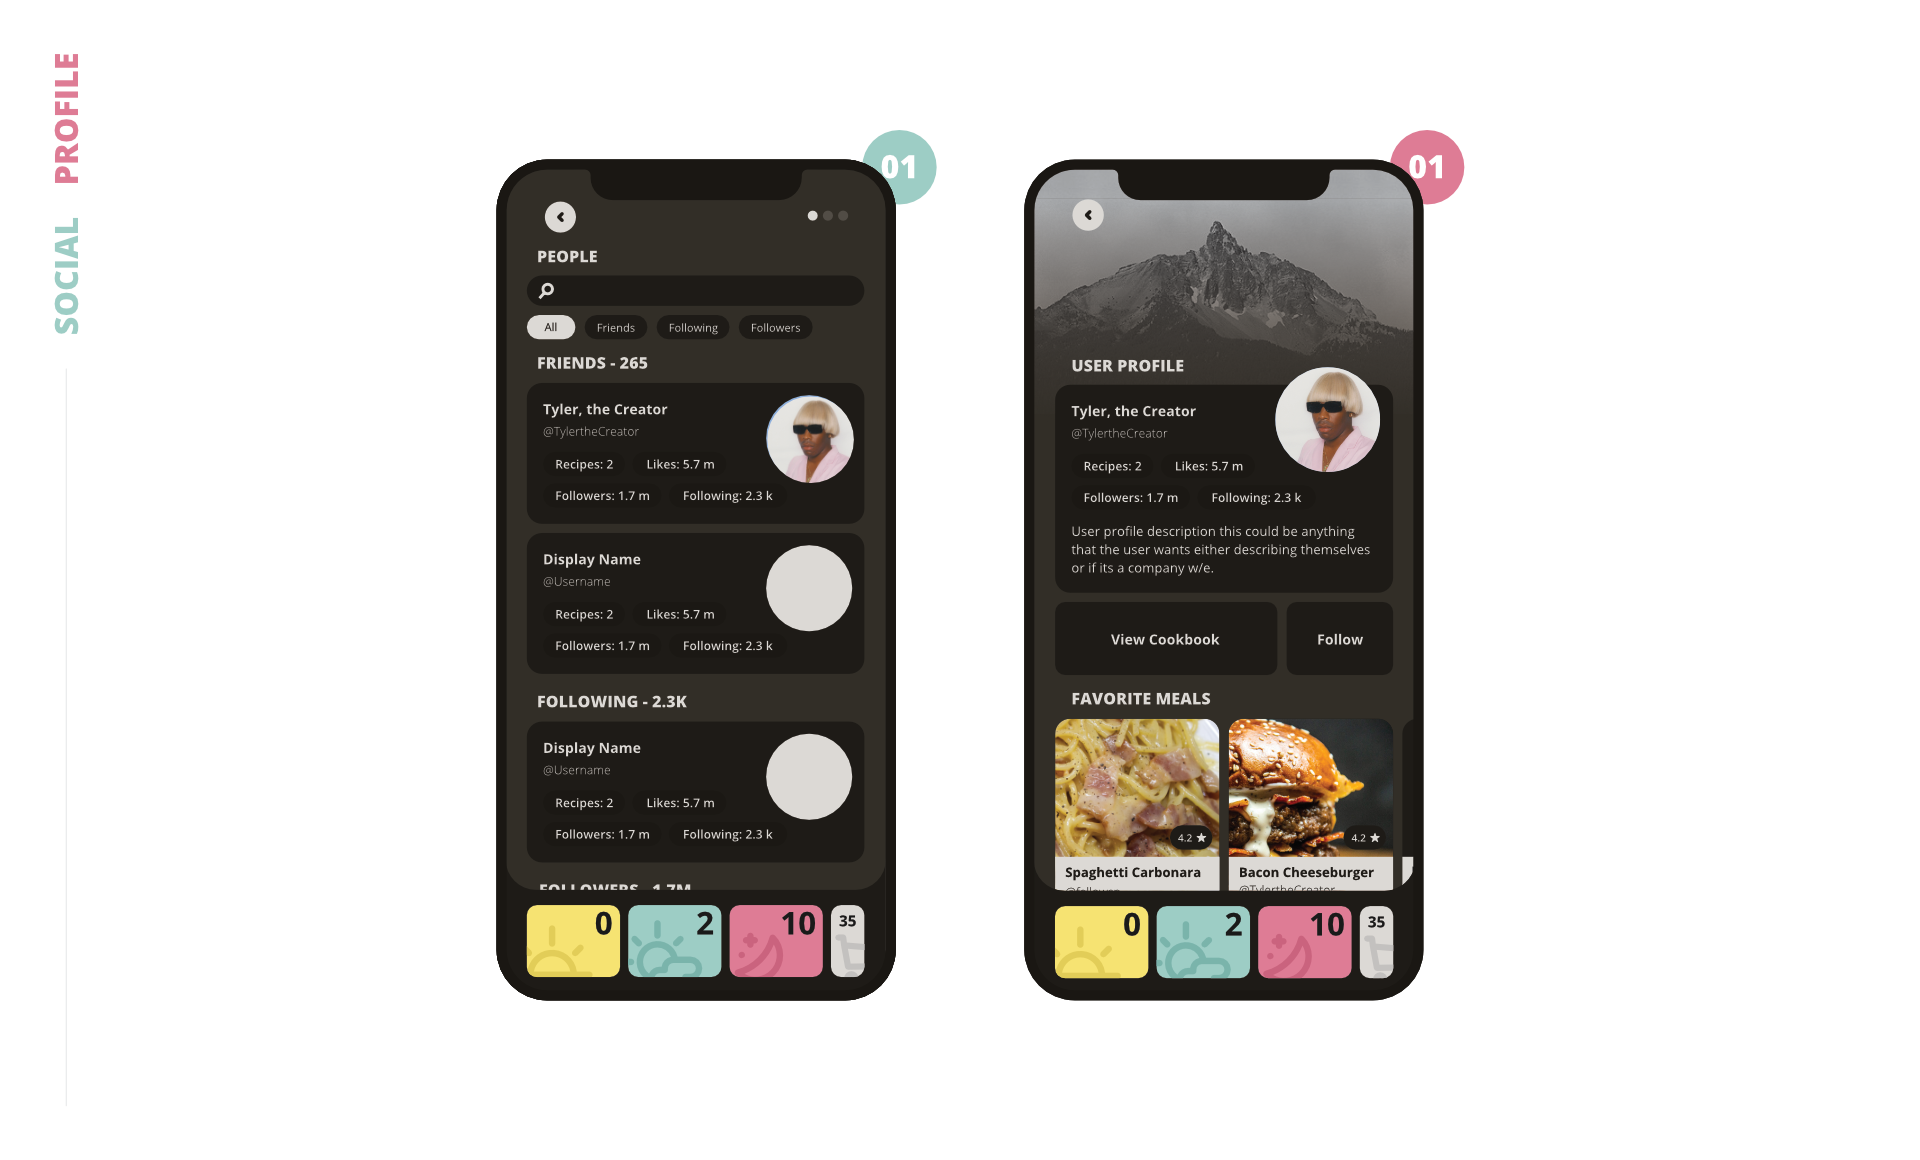 PROFILE
SOCIAL
01
PEOPLE
All Friends Following Followers
FRIENDS - 265
Tyler, the Creator
@TylertheCreator
Recipes: 2 Likes: 5.7 m
Followers: 1.7 m Following: 2.3 k
Display Name
@Username
Recipes: 2 Likes: 5.7 m
Followers: 1.7 m Following: 2.3 k
FOLLOWING - 2.3K
Display Name
@Username
Recipes: 2 Likes: 5.7 m
Followers: 1.7 m Following: 2.3 k
FOLLOWERS - 1.7M
0 2 10 35
01
USER PROFILE
Tyler, the Creator
@TylertheCreator
Recipes: 2 Likes: 5.7 m
Followers: 1.7 m Following: 2.3 k
User profile description this could be anything
that the user wants either describing themselves
or if its a company w/e.
View Cookbook Follow
FAVORITE MEALS
4.2 4.2
Spaghetti Carbonara Bacon Cheeseburger
@TylertheCreator
0 2 10 35